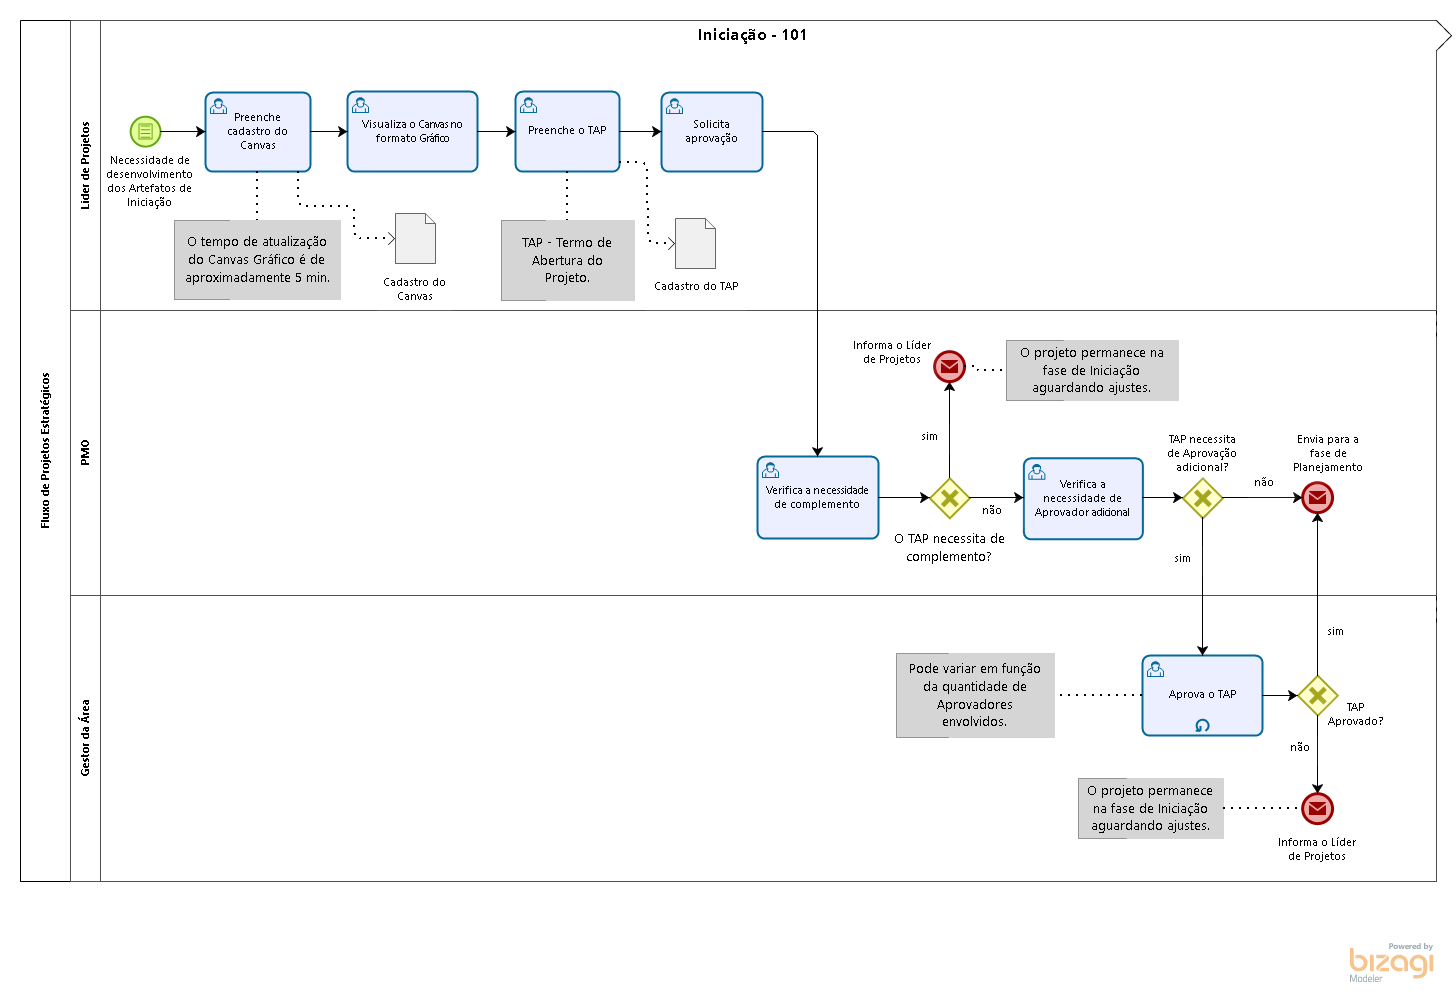 Iniciação - 101
Fluxo de Projetos Estratégicos
Líder de Projetos
Necessidade de
desenvolvimento
dos Artefatos de
Iniciação
Preenche
cadastro do
Canvas
Visualiza o Canvas no
formato Gráfico
Preenche o TAP
Solicita
aprovação
O tempo de atualização
do Canvas Gráfico é de
aproximadamente 5 min.
Cadastro do
Canvas
TAP - Termo de
Abertura do
Projeto.
Cadastro do TAP
PMO
Informa o Líder
de Projetos
O projeto permanece na
fase de Iniciação
aguardando ajustes.
sim
Verifica a necessidade
de complemento
não
O TAP necessita de
complemento?
Verifica a
necessidade de
Aprovador adicional
TAP necessita
de Aprovação
adicional?
não
Envia para a
fase de
Planejamento
sim
Gestor da Área
sim
Pode variar em função
da quantidade de
Aprovadores
envolvidos.
Aprova o TAP
TAP
Aprovado?
não
O projeto permanece
na fase de Iniciação
aguardando ajustes.
Informa o Líder
de Projetos
Powered by
bizagi
Modeler